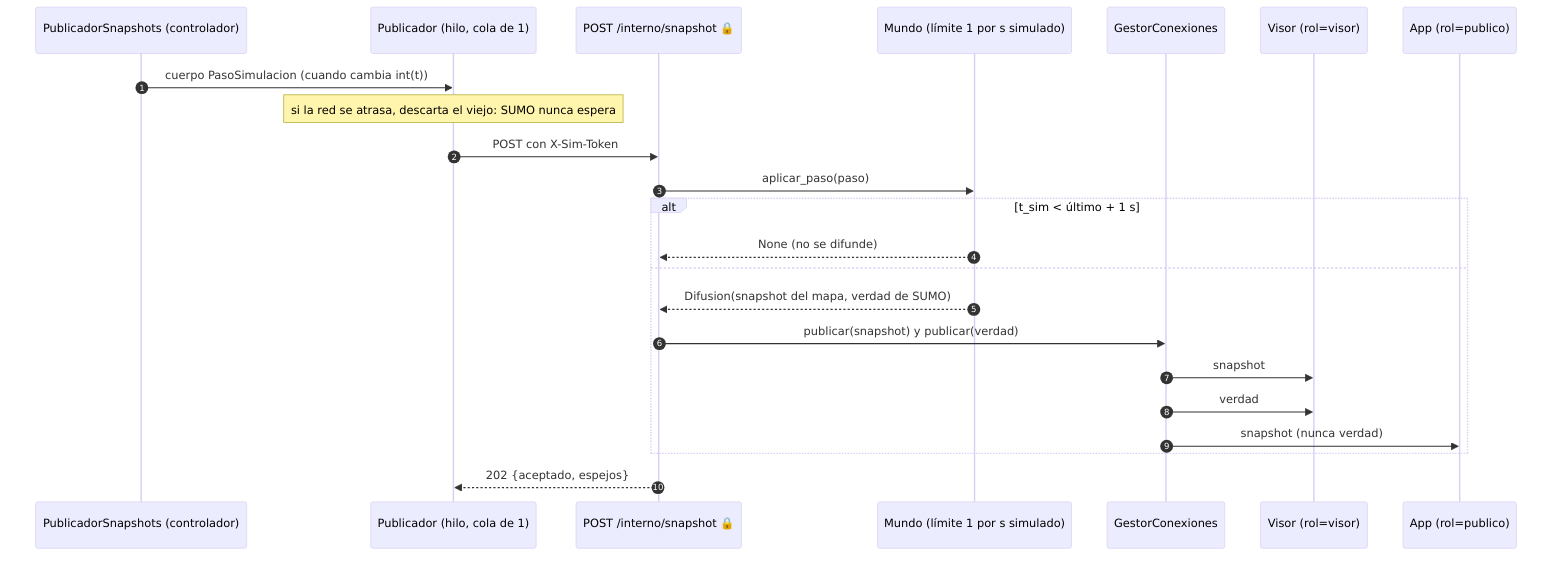 PublicadorSnapshots (controlador)
Publicador (hilo, cola de 1)
POST /interno/snapshot 🔒
Mundo (límite 1 por s simulado)
GestorConexiones
Visor (rol=visor)
App (rol=publico)
1 cuerpo PasoSimulacion (cuando cambia int(t))
si la red se atrasa, descarta el viejo: SUMO nunca espera
2 POST con X-Sim-Token
3 aplicar_paso(paso)
alt [t_sim < último + 1 s]
None (no se difunde) 4
Difusion(snapshot del mapa, verdad de SUMO) 5
6 publicar(snapshot) y publicar(verdad)
7 snapshot
8 verdad
9 snapshot (nunca verdad)
202 {aceptado, espejos} 10
PublicadorSnapshots (controlador)
Publicador (hilo, cola de 1)
POST /interno/snapshot 🔒
Mundo (límite 1 por s simulado)
GestorConexiones
Visor (rol=visor)
App (rol=publico)